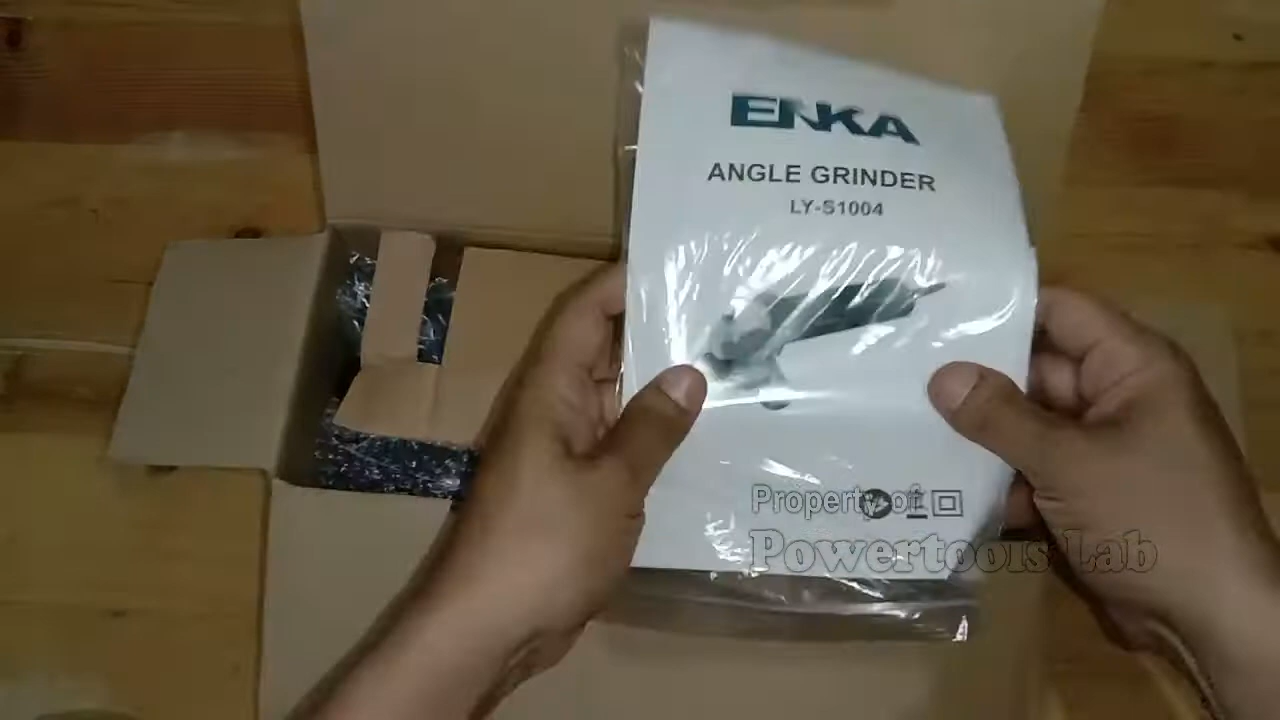 ENKA
ANGLE GRINDER
LY-S1004
Property of
Powertools Lab